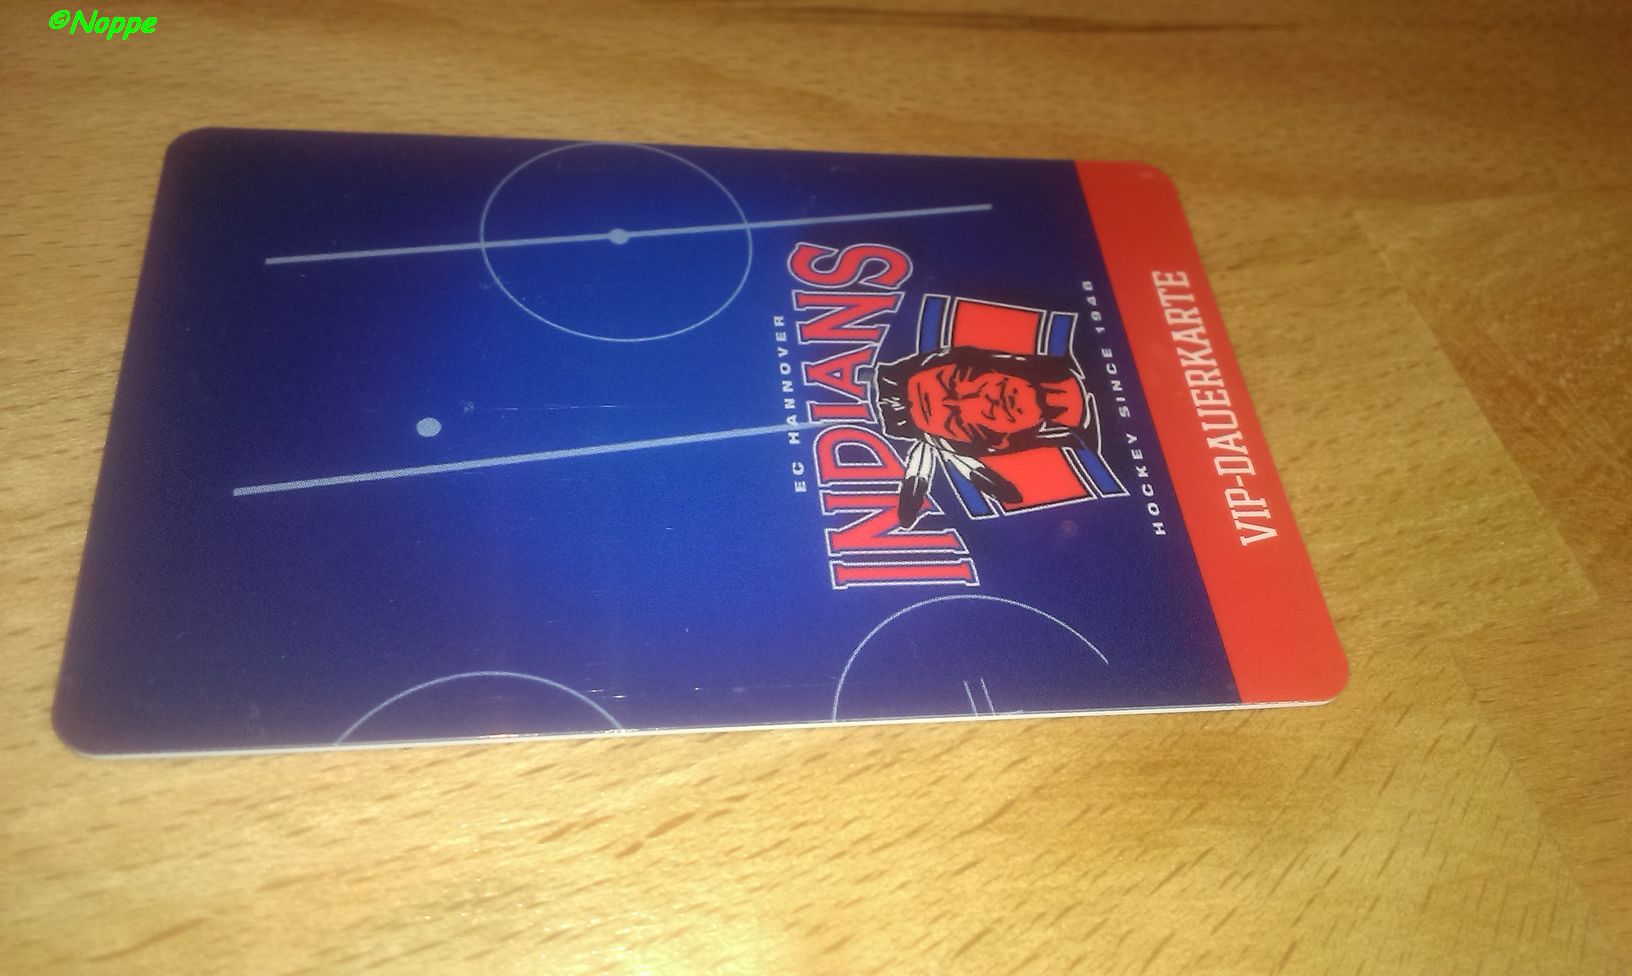 ©Noppe
EC HANNOVER
INDIANS
HOCKEY SINCE 1948
VIP-DAUERKARTE